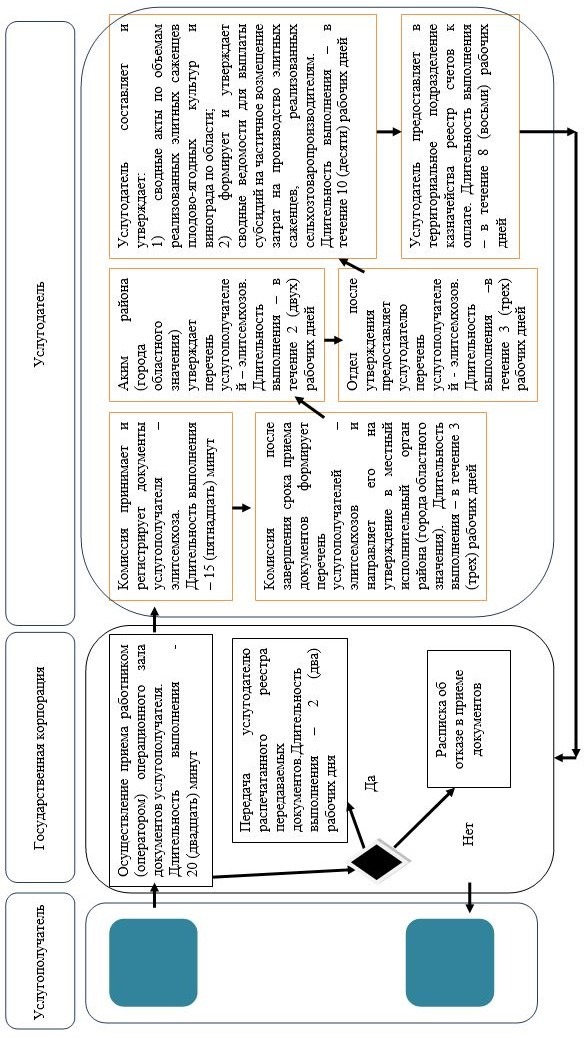 Услугополучатель
Государственная корпорация
Услугодатель
Осуществление приема работником
(оператором) операционного зала
документов услугополучателя.
Длительность выполнения -
20 (двадцать) минут
Передача услугодателю
распечатанного реестра
передаваемых
документов.Длительность
выполнения – 2 (два)
рабочих дня
Да
Нет
Расписка об
отказе в приеме
документов
Комиссия принимает и
регистрирует документы
услугополучателя –
элитсемхоза.
Длительность выполнения
– 15 (пятнадцать) минут
Комиссия после
завершения срока приема
документов формирует
перечень
услугополучателей –
элитсемхозов и
направляет его на
утверждение в местный
исполнительный орган
района (города областного
значения). Длительность
выполнения – в течение 3
(трех) рабочих дней
Аким района
(города
областного
значения)
утверждает
перечень
услугополучателе
й – элитсемхозов.
Длительность
выполнения – в
течение 2 (двух)
рабочих дней
Отдел после
утверждения
предоставляет
услугодателю
перечень
услугополучателе
й - элитсемхозов.
Длительность
выполнения –в
течение 3 (трех)
рабочих дней
Услугодатель составляет и
утверждает:
1) сводные акты по объемам
реализованных элитных саженцев
плодово-ягодных культур и
винограда по области;
2) формирует и утверждает
сводные ведомости для выплаты
субсидий на частичное возмещение
затрат на производство элитных
саженцев, реализованных
сельхозтоваропроизводителям.
Длительность выполнения – в
течение 10 (десяти) рабочих дней
Услугодатель предоставляет в
территориальное подразделение
казначейства реестр счетов к
оплате. Длительность выполнения
– в течение 8 (восьми) рабочих
дней